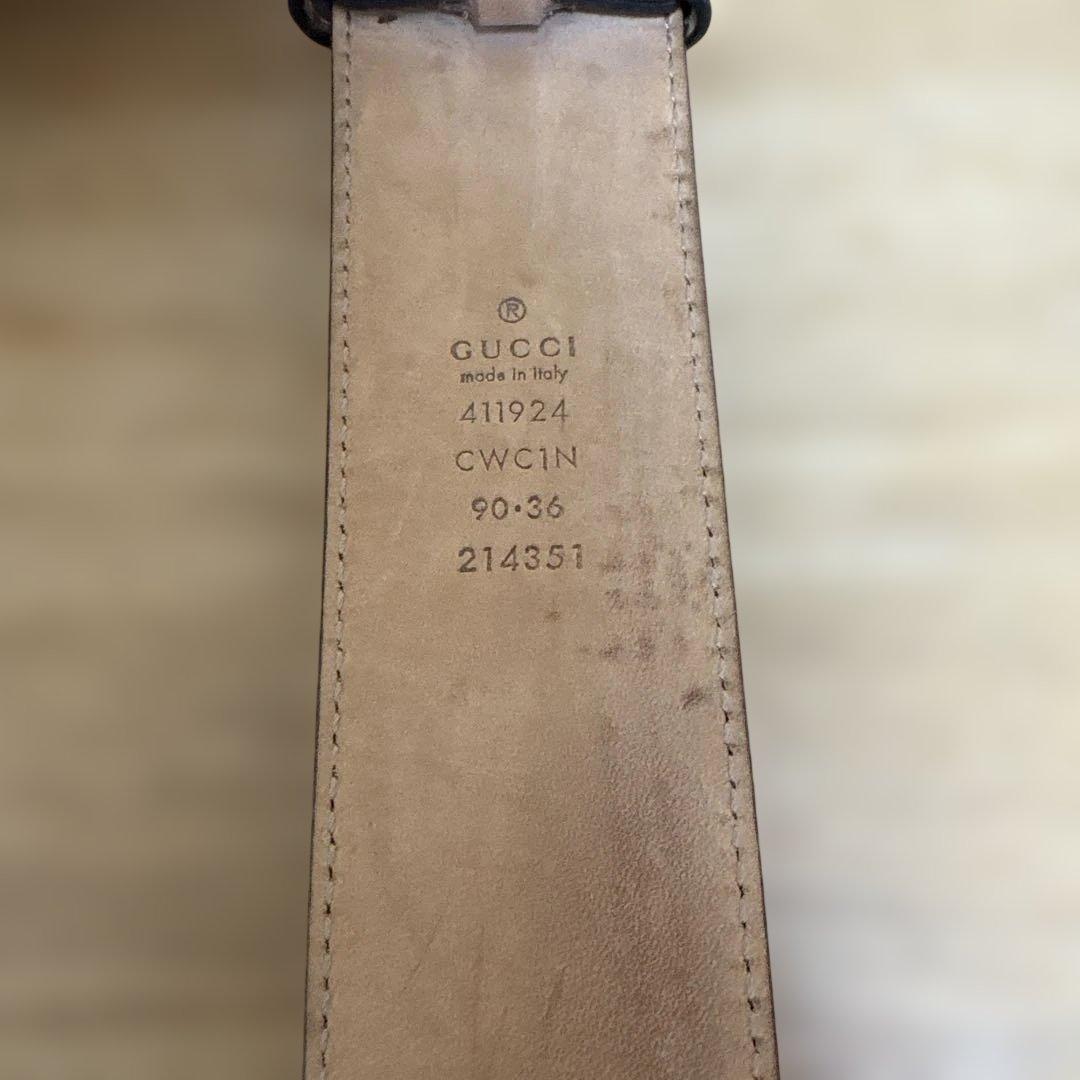 ®
GUCCI
made in italy
411924
CWC1N
90·36
214351